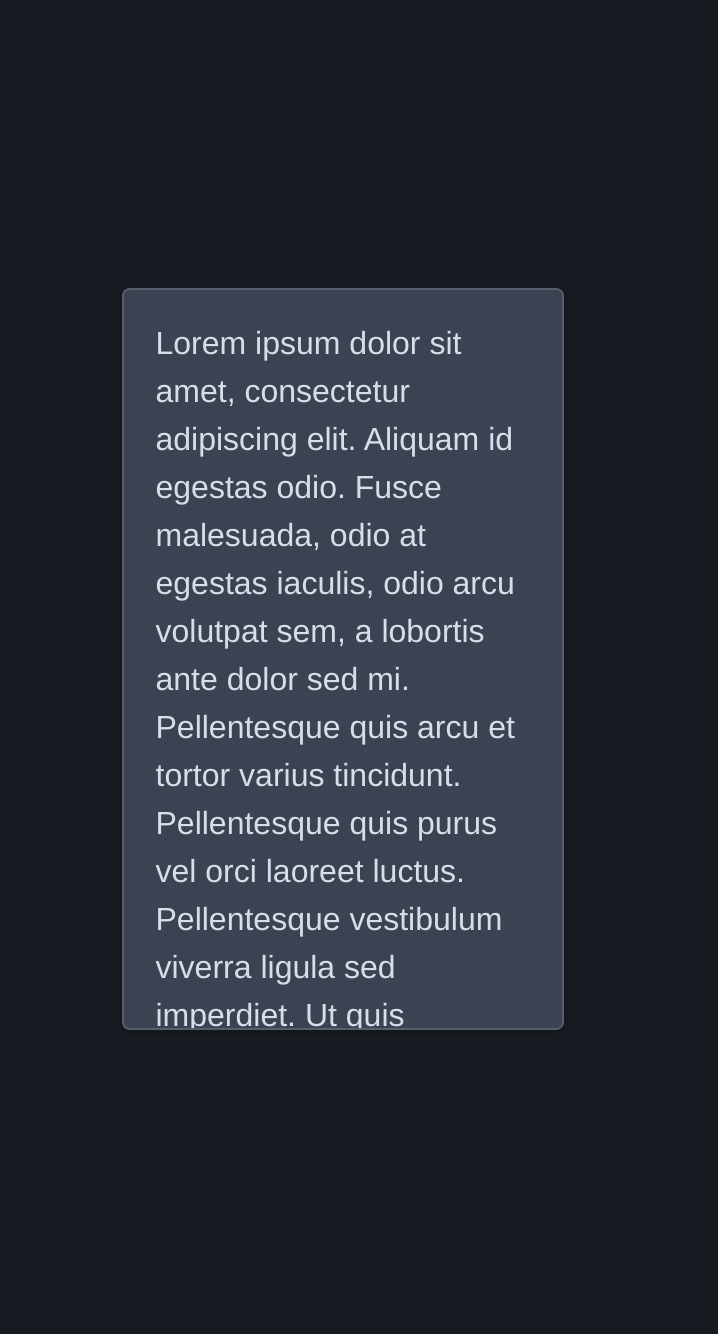 Lorem ipsum dolor sit
amet, consectetur
adipiscing elit. Aliquam id
egestas odio. Fusce
malesuada, odio at
egestas iaculis, odio arcu
volutpat sem, a lobortis
ante dolor sed mi.
Pellentesque quis arcu et
tortor varius tincidunt.
Pellentesque quis purus
vel orci laoreet luctus.
Pellentesque vestibulum
viverra ligula sed
imperdiet. Ut quis